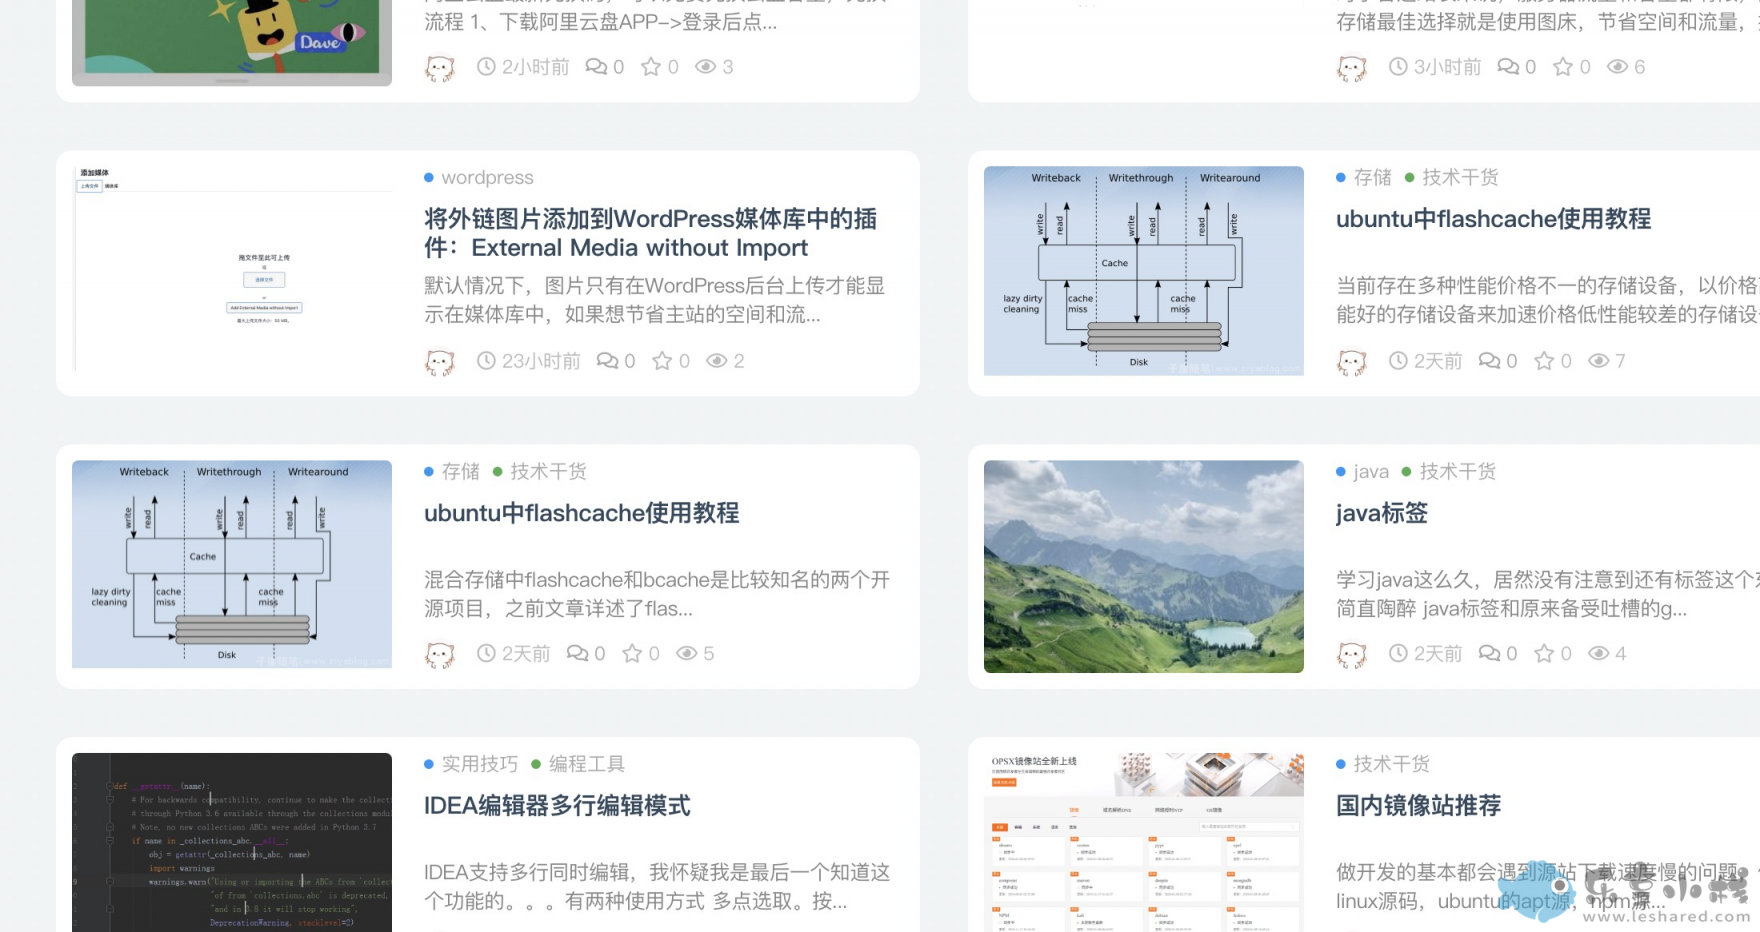 流程 1、下载阿里云盘APP->登录后点...
Dave
2小时前 0 0 3
存储最佳选择就是使用图床，节省空间和流量，
3小时前 0 0 6
添加媒体
上传文件 媒体库
拖文件至此可上传
或
选择文件
Add External Media without Import
wordpress
将外链图片添加到WordPress媒体库中的插
件：External Media without Import
默认情况下，图片只有在WordPress后台上传才能显
示在媒体库中，如果想节省主站的空间和流...
23小时前 0 0 2
Writeback Writethrough Writearound
write read write read read write
Cache
lazy dirty
cleaning
cache
miss
cache
miss
Disk
存储 技术干货
ubuntu中flashcache使用教程
当前存在多种性能价格不一的存储设备，以价格
能好的存储设备来加速价格低性能较差的存储设
2天前 0 0 7
Writeback Writethrough Writearound
write read write read read write
Cache
lazy dirty
cleaning
cache
miss
cache
miss
Disk
存储 技术干货
ubuntu中flashcache使用教程
混合存储中flashcache和bcache是比较知名的两个开
源项目，之前文章详述了flas...
2天前 0 0 5
java 技术干货
java标签
学习java这么久，居然没有注意到还有标签这个
简直陶醉 java标签和原来备受吐槽的g...
2天前 0 0 4
def __getattr__(name):
# For backwards compatibility, continue to make the collecti
# through Python 3.6 available through the collections modul
# Note, no new collections ABCs were added in Python 3.7
if name in _collections_abc.__all__:
obj = getattr(_collections_abc, name)
import warnings
warnings.warn("Using or importing the ABCs from 'collect
"of from 'collections.abc' is deprecated,
"and in 3.8 it will stop working",
DeprecationWarning, stacklevel=2)
实用技巧 编程工具
IDEA编辑器多行编辑模式
IDEA支持多行同时编辑，我怀疑我是最后一个知道这
个功能的。。。有两种使用方式 多点选取。按...
OPSX镜像站全新上线
技术干货
国内镜像站推荐
做开发的基本都会遇到源站下载速度慢的问题，
linux源码，ubuntu的apt源，npm源...
www.leshared.com